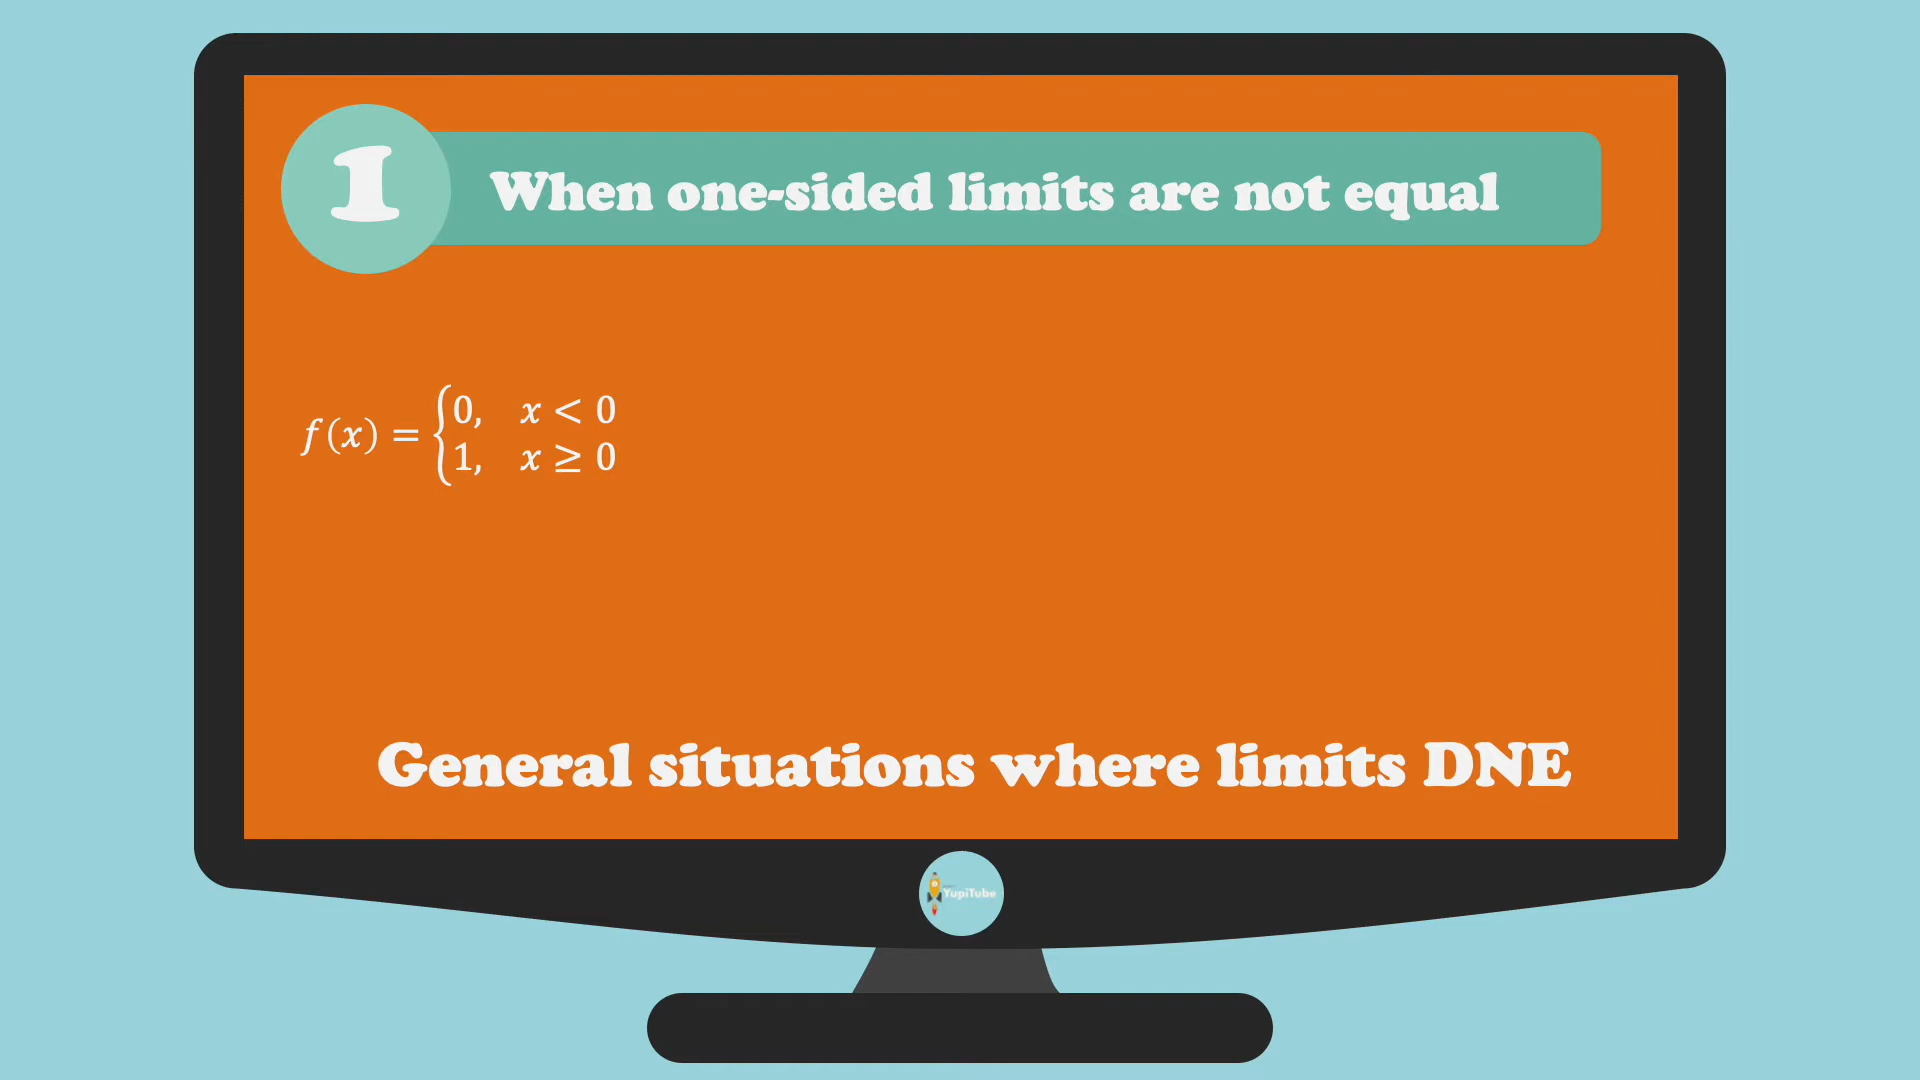 1
When one-sided limits are not equal
f(x) = {0, x < 0
1, x ≥ 0
General situations where limits DNE
YupiTube